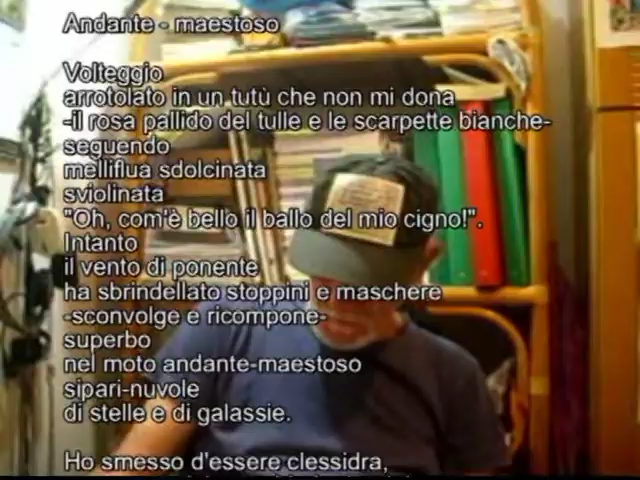 Andante - maestoso
Volteggio
arrotolato in un tutù che non mi dona
-il rosa pallido del tulle e le scarpette bianche-
seguendo
melliflua sdolcinata
sviolinata
"Oh, com'è bello il ballo del mio cigno!".
Intanto
il vento di ponente
ha sbrindellato stoppini e maschere
-sconvolge e ricompone-
superbo
nel moto andante-maestoso
sipari-nuvole
di stelle e di galassie.
Ho smesso d'essere clessidra,